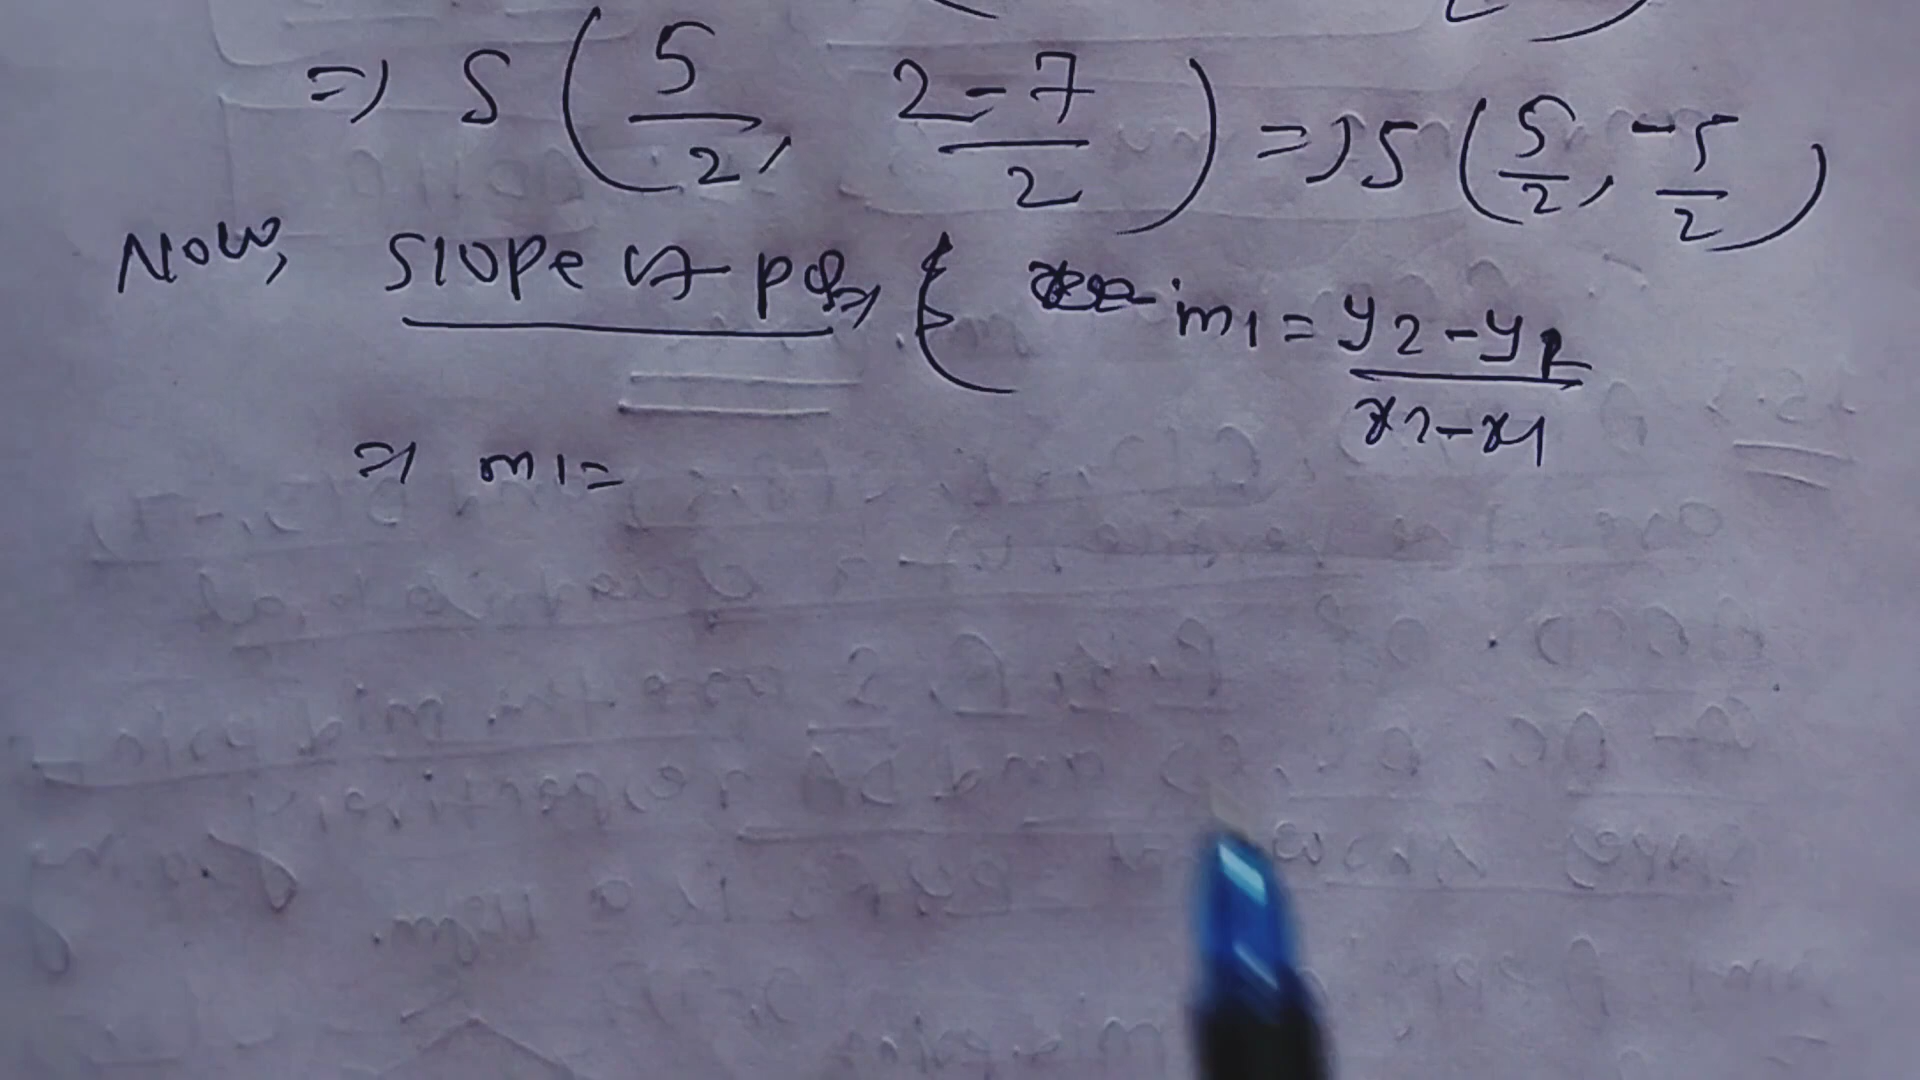 => S ( 5/2, 2-7/2 ) => S ( 5/2, -5/2 )
Now, slope of PQ => { m1 = y2-y1/x2-x1
=> m1 =